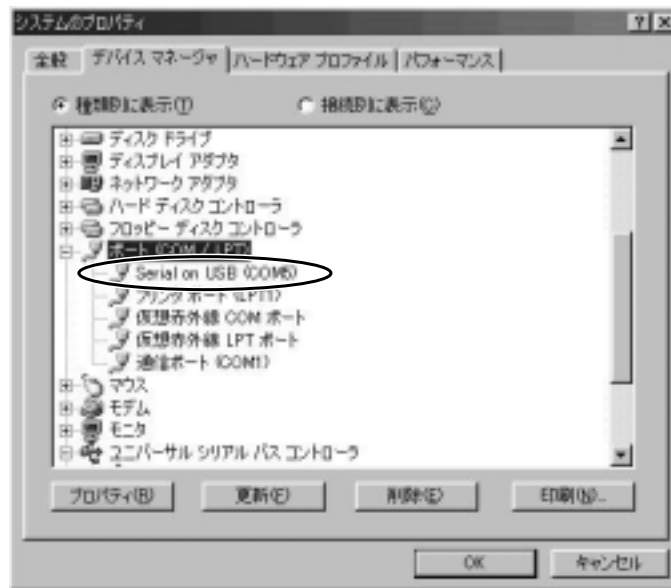 システムのプロパティ
全般 デバイス マネージャ ハードウェア プロファイル パフォーマンス
種類別に表示(T) 接続別に表示(C)
ディスク ドライブ
ディスプレイ アダプタ
ネットワーク アダプタ
ハード ディスク コントローラ
フロッピー ディスク コントローラ
ポート (COM / LPT)
Serial on USB (COM5)
プリンタ ポート (LPT1)
仮想赤外線 COM ポート
仮想赤外線 LPT ポート
通信ポート (COM1)
マウス
モデム
モニタ
ユニバーサル シリアル バス コントローラ
プロパティ(R) 更新(F) 削除(E) 印刷(N)...
OK キャンセル